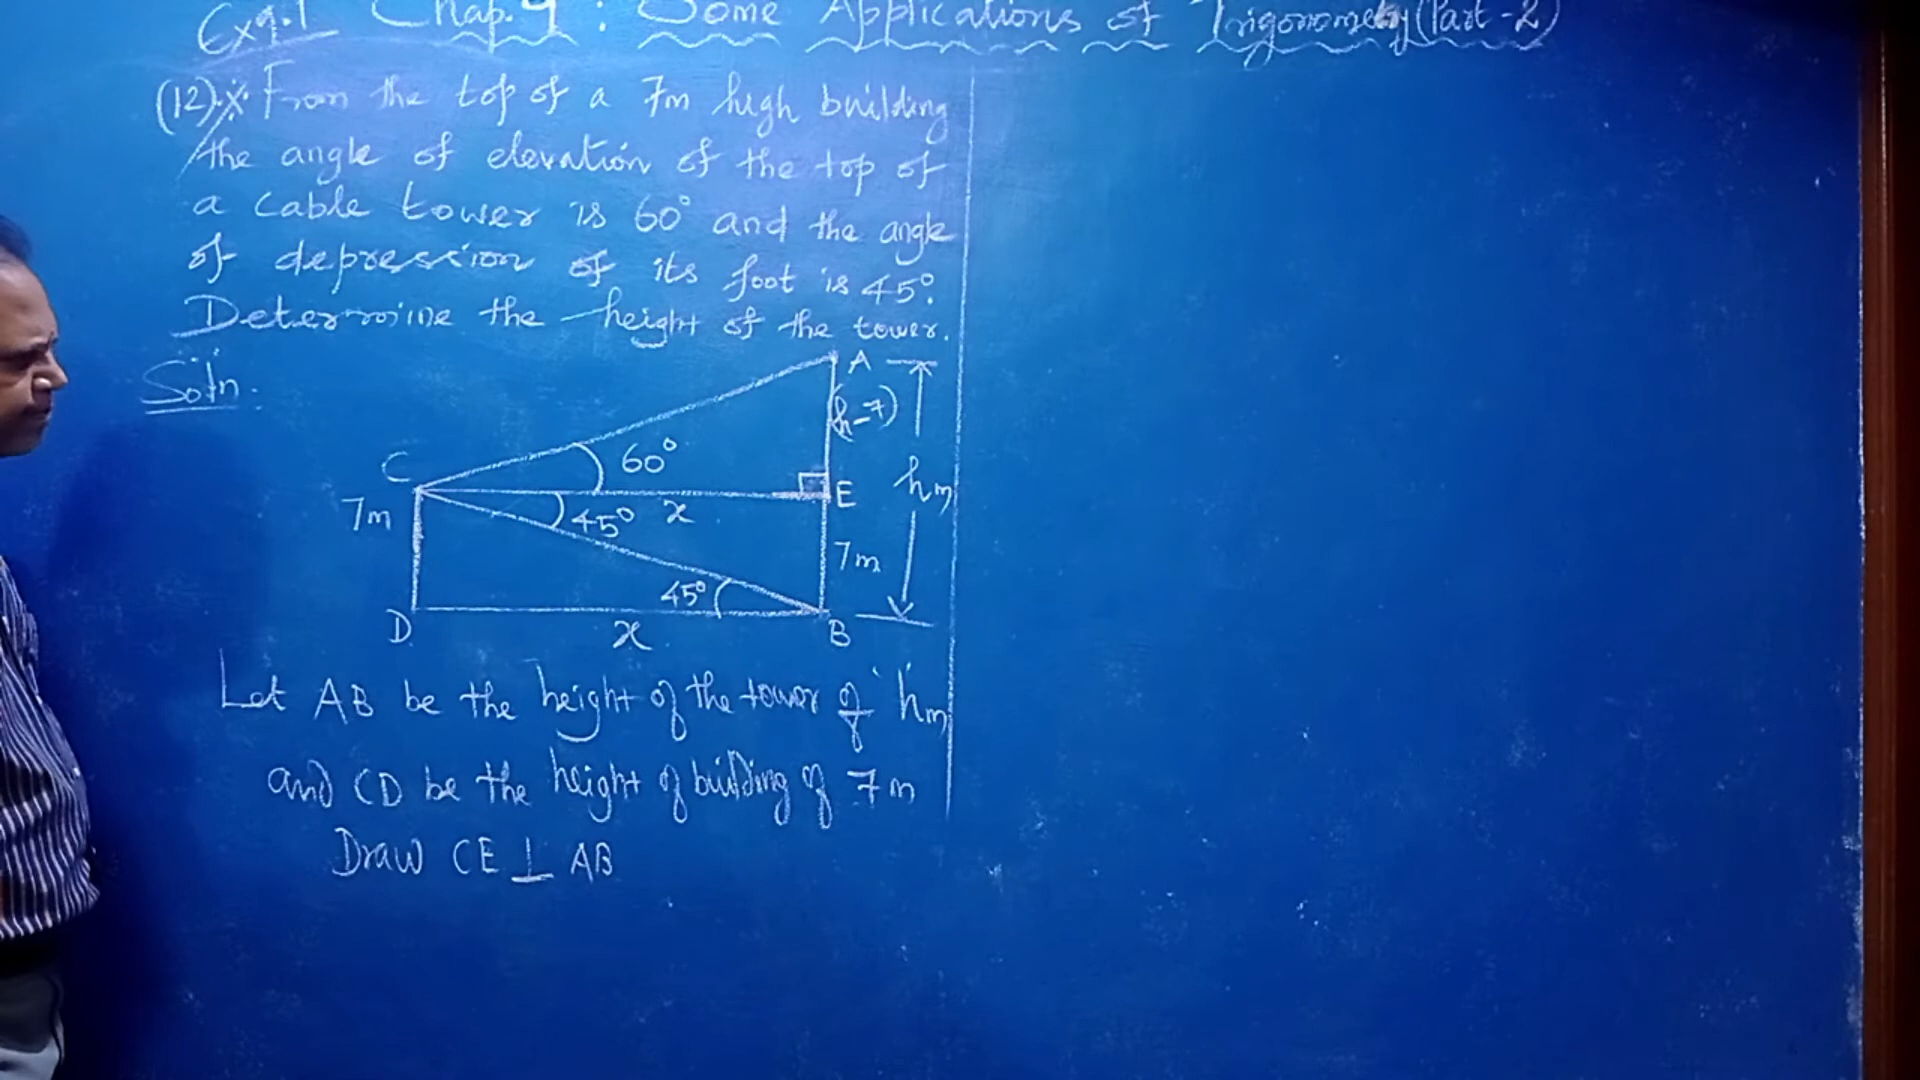 Ex9.1 Chap.9 : Some Applications of Trigonometry (Part-2)
(12). From the top of a 7m high building
the angle of elevation of the top of
a cable tower is 60° and the angle
of depression of its foot is 45°.
Determine the height of the tower.
Soln.
A
(h-7)
C
60°
7m
E
hm
45°
x
7m
45°
D
x
B
Let AB be the height of the tower of 'h'm
and CD be the height of building of 7m
Draw CE ⊥ AB